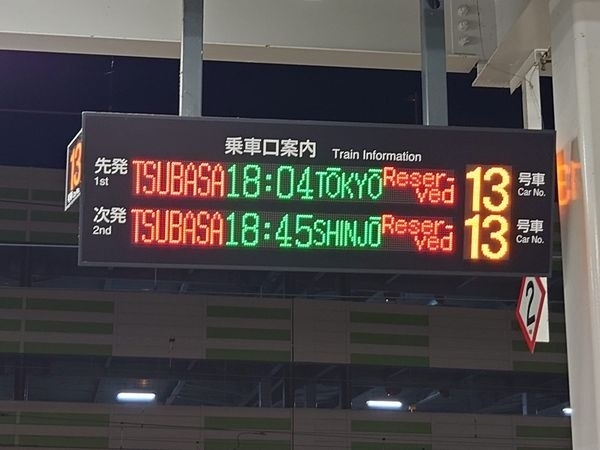 乗車口案内 Train Information
先発 TSUBASA 18:04 TŌKYŌ Reser-ved 13 号車
1st Car No.
次発 TSUBASA 18:45 SHINJŌ Reser-ved 13 号車
2nd Car No.
13
2